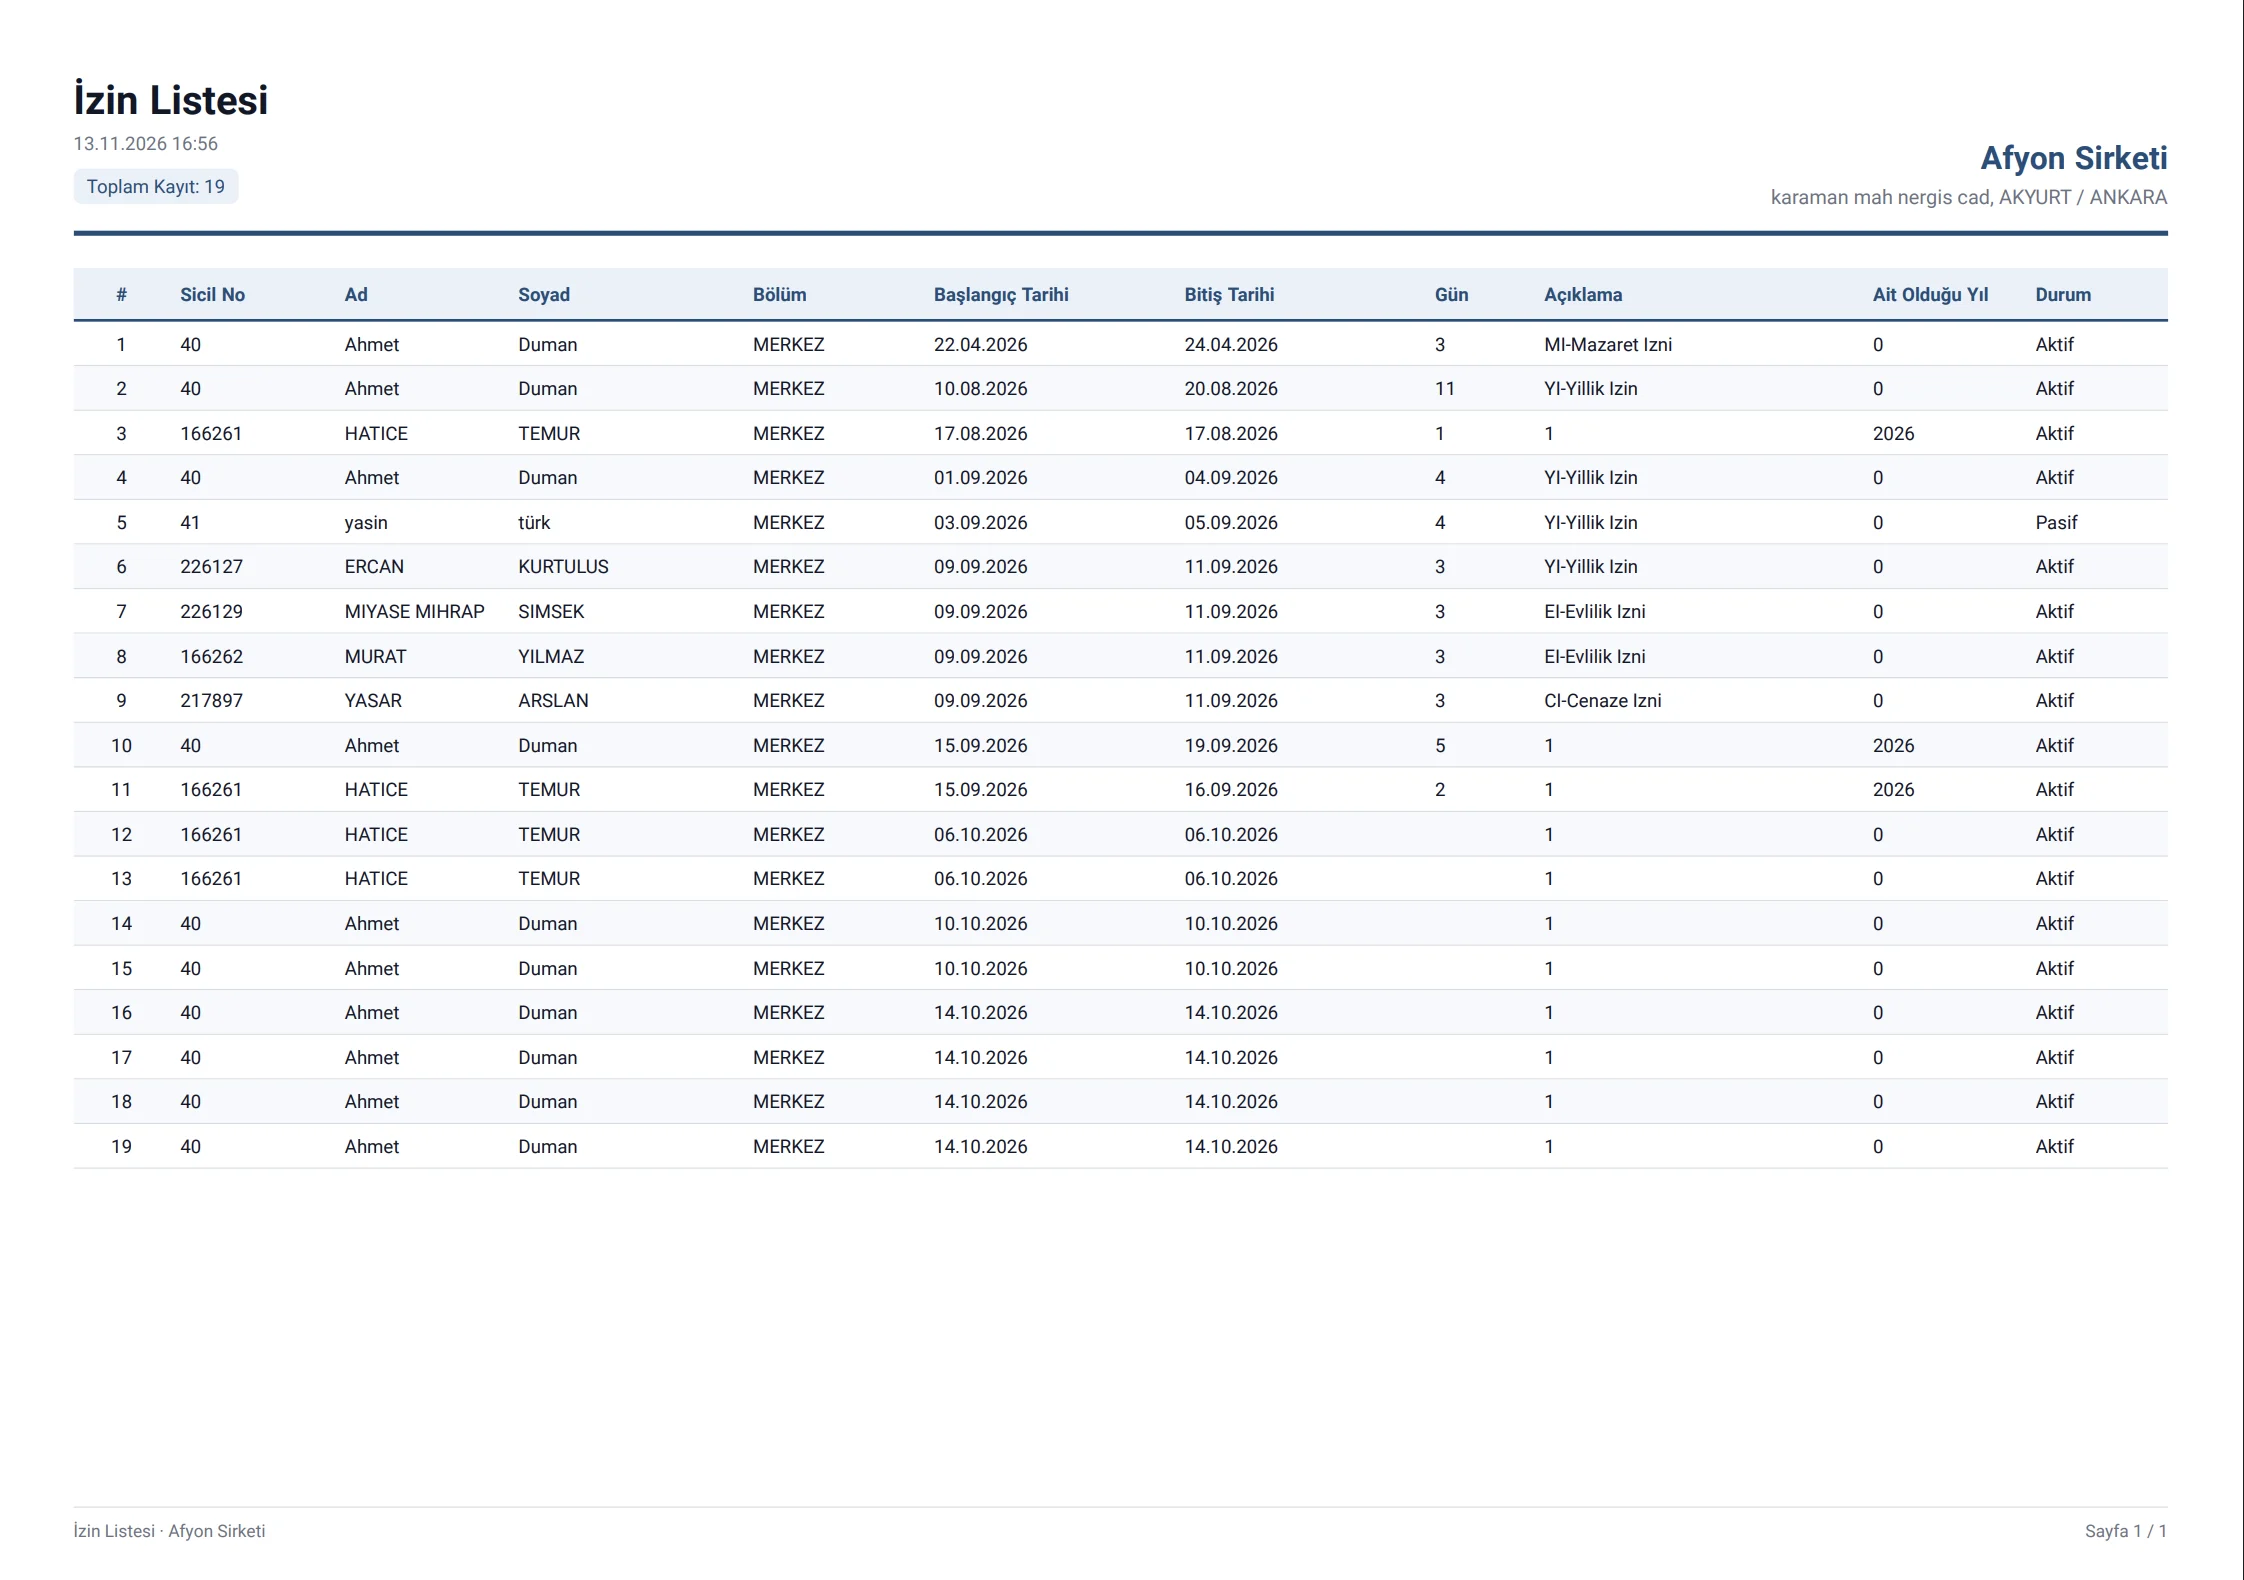 İzin Listesi
13.11.2026 16:56
Toplam Kayıt: 19
Afyon Sirketi
karaman mah nergis cad, AKYURT / ANKARA
# Sicil No Ad Soyad Bölüm Başlangıç Tarihi Bitiş Tarihi Gün Açıklama Ait Olduğu Yıl Durum
1 40 Ahmet Duman MERKEZ 22.04.2026 24.04.2026 3 MI-Mazaret Izni 0 Aktif
2 40 Ahmet Duman MERKEZ 10.08.2026 20.08.2026 11 YI-Yillik Izin 0 Aktif
3 166261 HATICE TEMUR MERKEZ 17.08.2026 17.08.2026 1 1 2026 Aktif
4 40 Ahmet Duman MERKEZ 01.09.2026 04.09.2026 4 YI-Yillik Izin 0 Aktif
5 41 yasin türk MERKEZ 03.09.2026 05.09.2026 4 YI-Yillik Izin 0 Pasif
6 226127 ERCAN KURTULUS MERKEZ 09.09.2026 11.09.2026 3 YI-Yillik Izin 0 Aktif
7 226129 MIYASE MIHRAP SIMSEK MERKEZ 09.09.2026 11.09.2026 3 EI-Evlilik Izni 0 Aktif
8 166262 MURAT YILMAZ MERKEZ 09.09.2026 11.09.2026 3 EI-Evlilik Izni 0 Aktif
9 217897 YASAR ARSLAN MERKEZ 09.09.2026 11.09.2026 3 CI-Cenaze Izni 0 Aktif
10 40 Ahmet Duman MERKEZ 15.09.2026 19.09.2026 5 1 2026 Aktif
11 166261 HATICE TEMUR MERKEZ 15.09.2026 16.09.2026 2 1 2026 Aktif
12 166261 HATICE TEMUR MERKEZ 06.10.2026 06.10.2026 1 0 Aktif
13 166261 HATICE TEMUR MERKEZ 06.10.2026 06.10.2026 1 0 Aktif
14 40 Ahmet Duman MERKEZ 10.10.2026 10.10.2026 1 0 Aktif
15 40 Ahmet Duman MERKEZ 10.10.2026 10.10.2026 1 0 Aktif
16 40 Ahmet Duman MERKEZ 14.10.2026 14.10.2026 1 0 Aktif
17 40 Ahmet Duman MERKEZ 14.10.2026 14.10.2026 1 0 Aktif
18 40 Ahmet Duman MERKEZ 14.10.2026 14.10.2026 1 0 Aktif
19 40 Ahmet Duman MERKEZ 14.10.2026 14.10.2026 1 0 Aktif
İzin Listesi · Afyon Sirketi
Sayfa 1 / 1